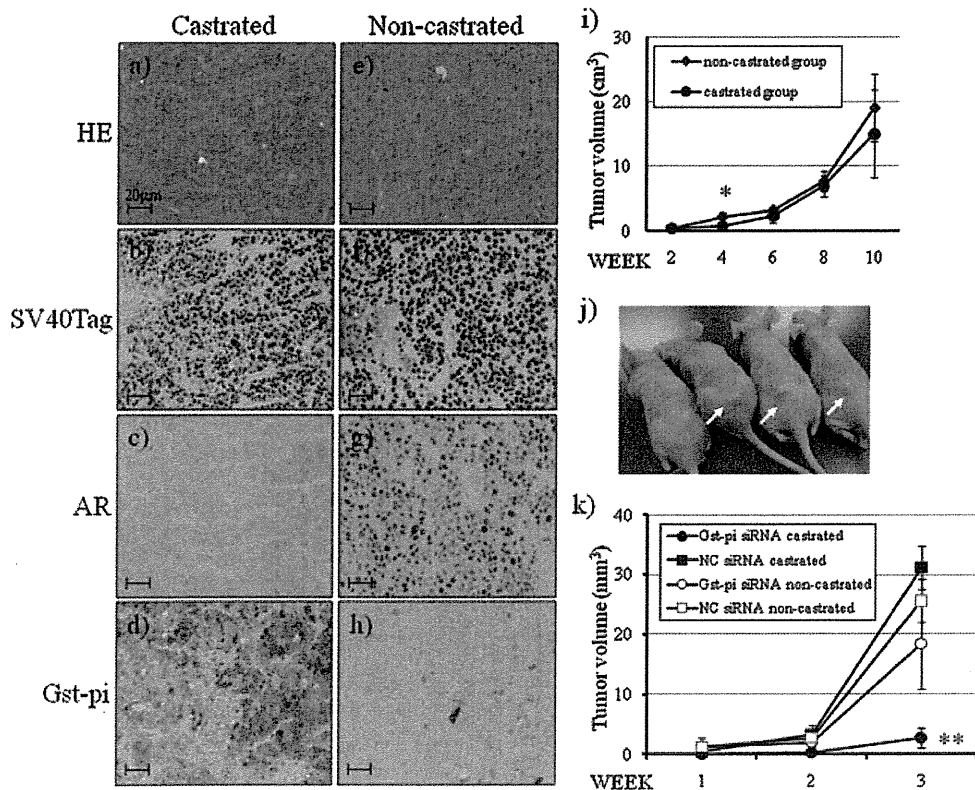 Castrated
Non-castrated
HE
SV40Tag
AR
Gst-pi
a)
20μm
e)
b)
f)
c)
g)
d)
h)
i)
Tumor volume (cm³)
30
20
10
0
non-castrated group
castrated group
*
WEEK 2 4 6 8 10
j)
k)
Tumor volume (mm³)
40
30
20
10
0
Gst-pi siRNA castrated
NC siRNA castrated
Gst-pi siRNA non-castrated
NC siRNA non-castrated
**
WEEK 1 2 3